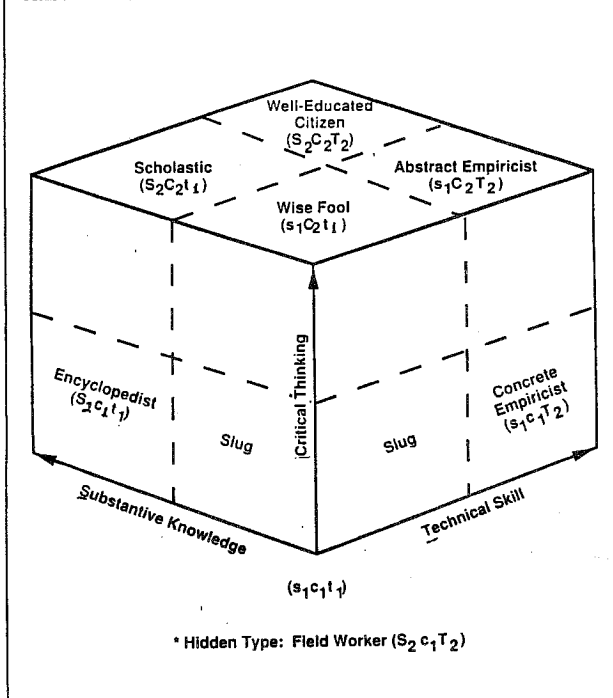 Well-Educated
Citizen
(S₂C₂T₂)
Scholastic
(S₂C₂t₁)
Abstract Empiricist
(s₁C₂T₂)
Wise Fool
(s₁C₂t₁)
Critical Thinking
Encyclopedist
(S₂c₁t₁)
Slug
Slug
Concrete
Empiricist
(s₁c₁T₂)
Substantive Knowledge
Technical Skill
(s₁c₁t₁)
* Hidden Type: Field Worker (S₂c₁T₂)